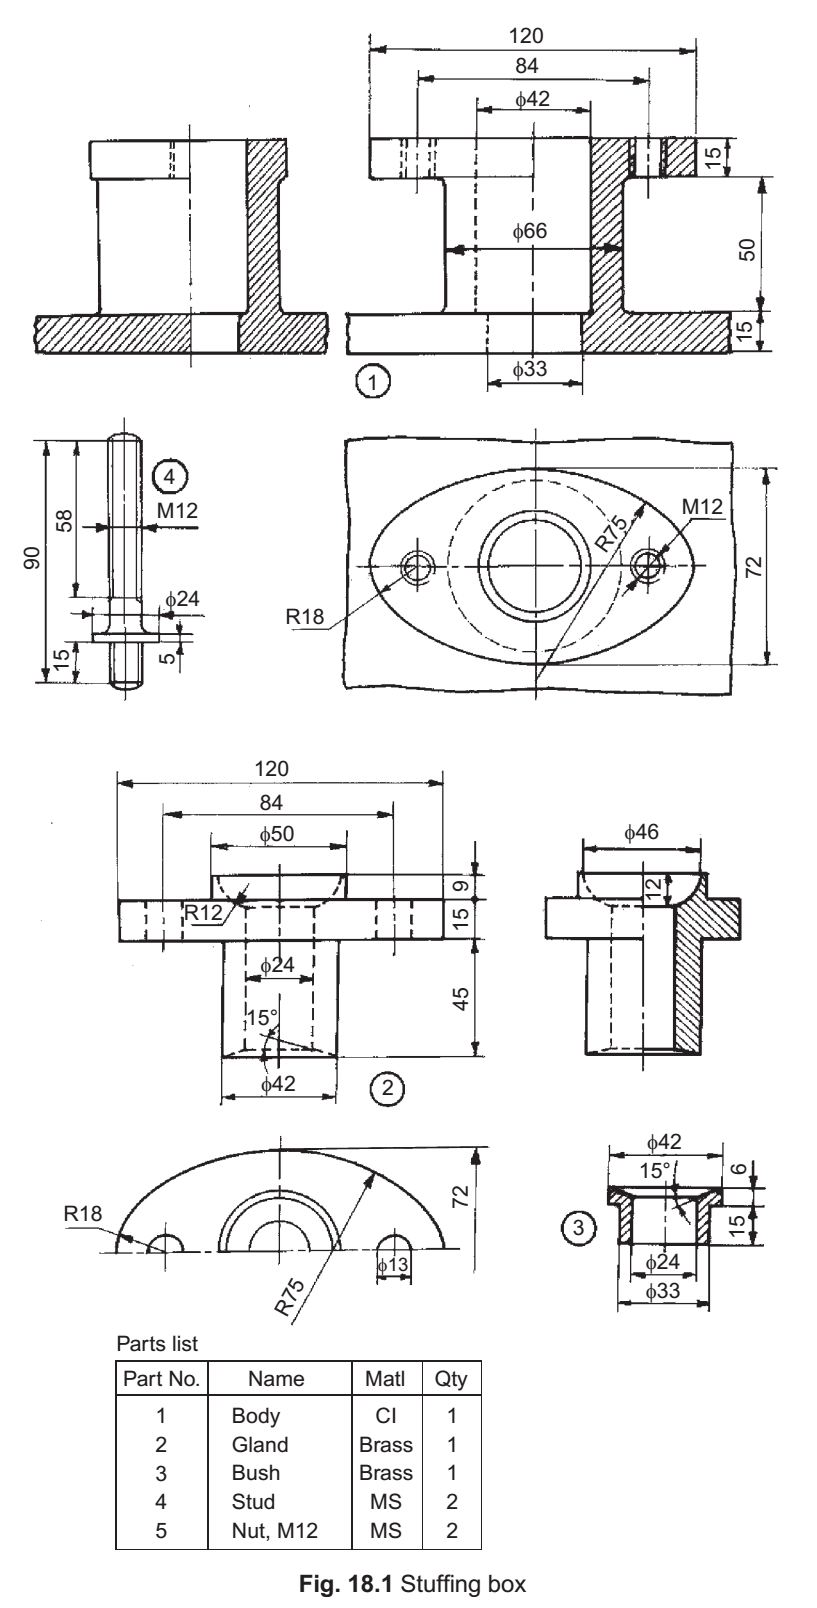 120
84
ϕ42
15
ϕ66
50
15
ϕ33
1
4
58
M12
90
ϕ24
15
5
M12
R75
72
R18
120
84
ϕ50
9
R12
15
ϕ24
45
15°
ϕ42
2
ϕ46
12
R18
72
R75
ϕ13
ϕ42
15°
6
3
15
ϕ24
ϕ33
Parts list
Part No. Name Matl Qty
1 Body CI 1
2 Gland Brass 1
3 Bush Brass 1
4 Stud MS 2
5 Nut, M12 MS 2
Fig. 18.1 Stuffing box